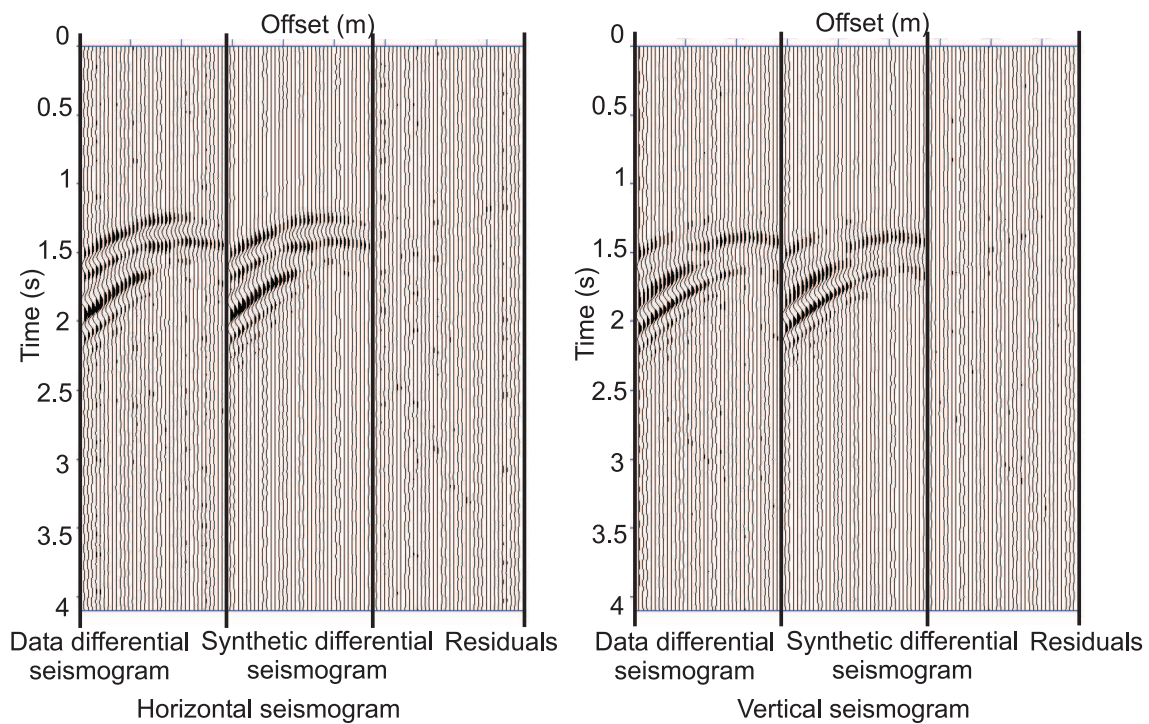 Offset (m)
0
0.5
1
1.5
2
2.5
3
3.5
4
Time (s)
Data differential
seismogram
Synthetic differential
seismogram
Residuals
Horizontal seismogram
Offset (m)
0
0.5
1
1.5
2
2.5
3
3.5
4
Time (s)
Data differential
seismogram
Synthetic differential
seismogram
Residuals
Vertical seismogram